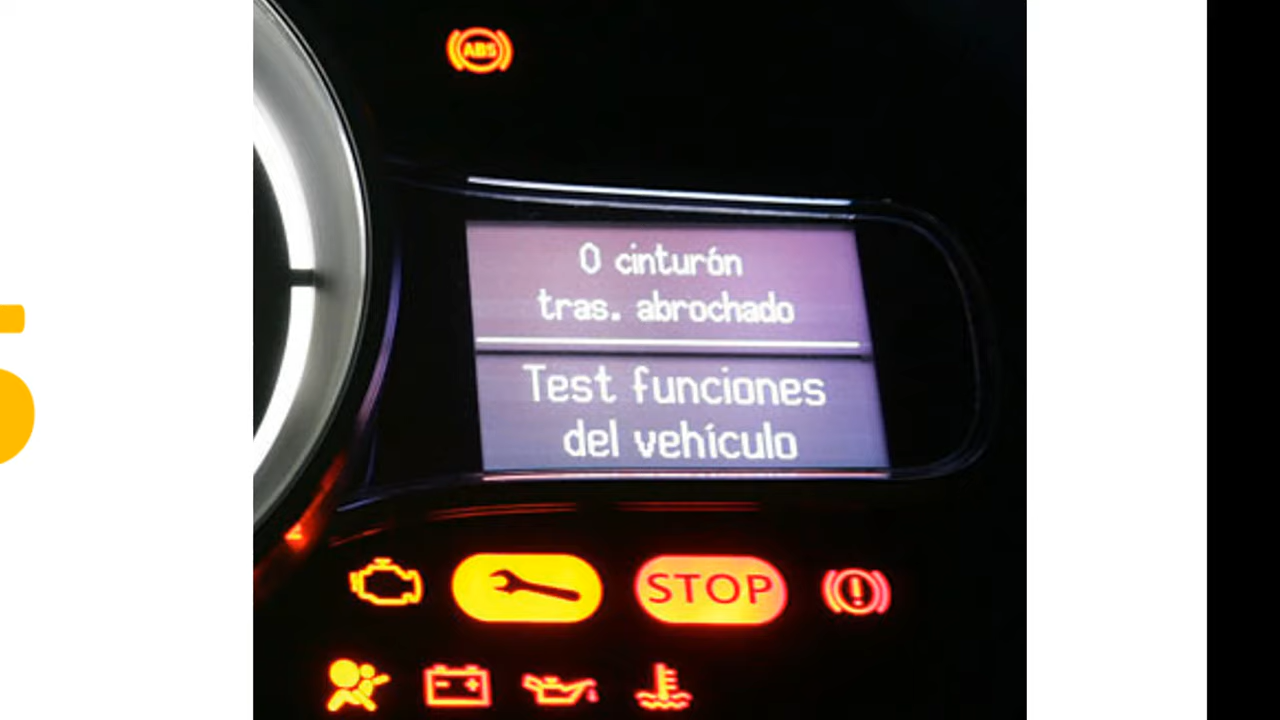 ABS
0 cinturón
tras. abrochado
Test funciones
del vehículo
STOP